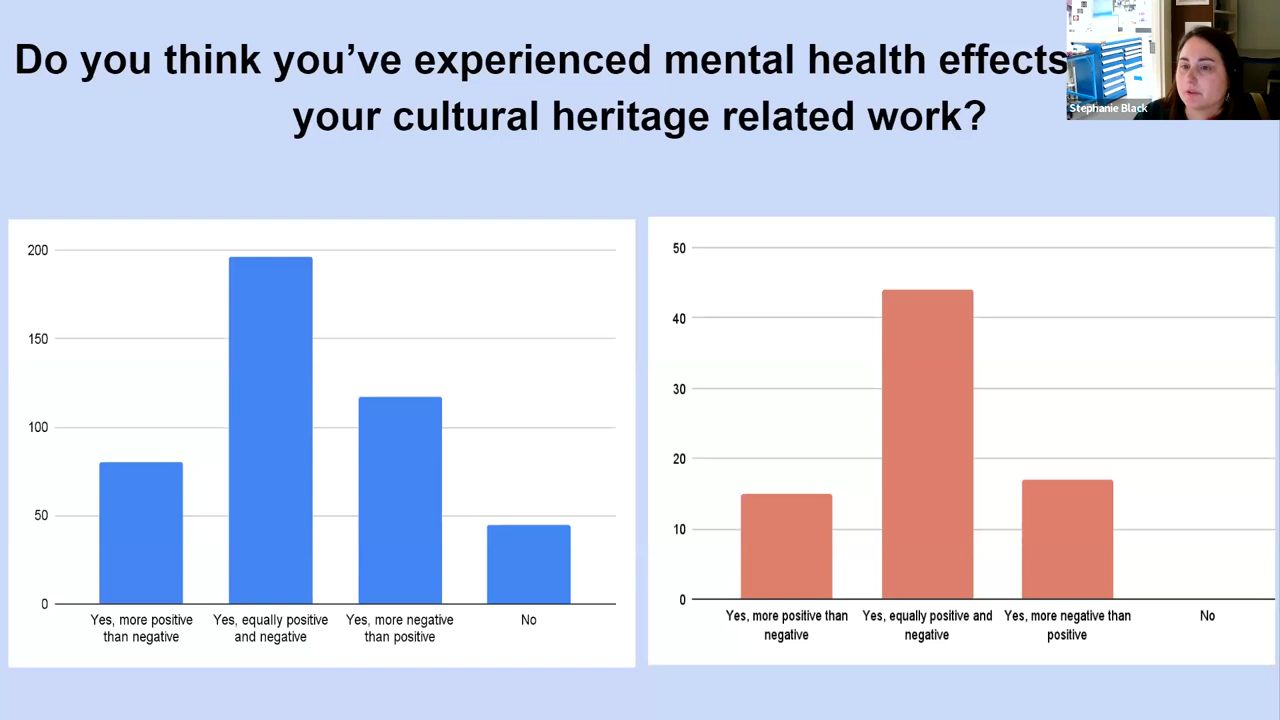 Do you think you've experienced mental health effects
your cultural heritage related work?
Stephanie Black
200
150
100
50
0
Yes, more positive
than negative
Yes, equally positive
and negative
Yes, more negative
than positive
No
50
40
30
20
10
0
Yes, more positive than
negative
Yes, equally positive and
negative
Yes, more negative than
positive
No